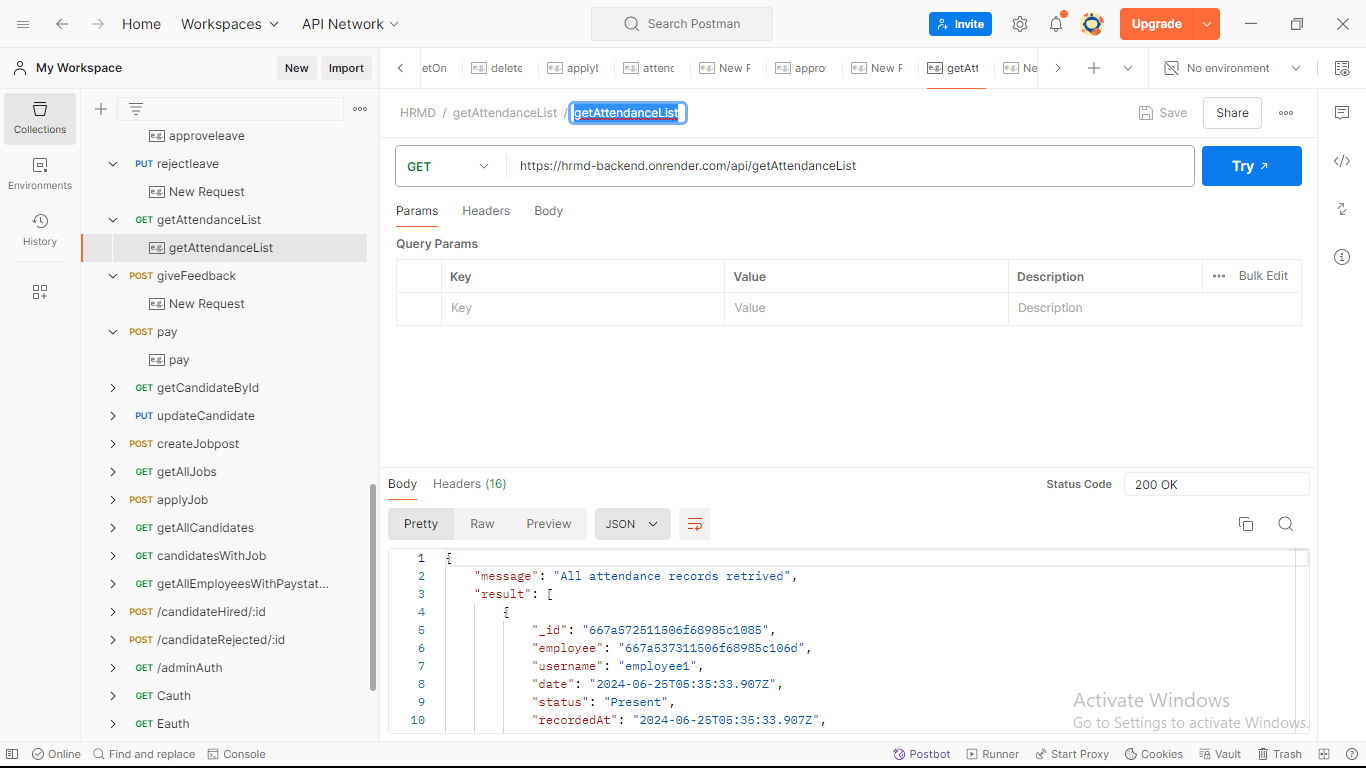 Home Workspaces API Network Search Postman Invite Upgrade
My Workspace New Import etOn delete applyl attenc New F appro New F getAtt Ne No environment
Collections
Environments
History
approveleave
PUT rejectleave
New Request
GET getAttendanceList
getAttendanceList
POST giveFeedback
New Request
POST pay
pay
GET getCandidateById
PUT updateCandidate
POST createJobpost
GET getAllJobs
POST applyJob
GET getAllCandidates
GET candidatesWithJob
GET getAllEmployeesWithPaystat...
POST /candidateHired/:id
POST /candidateRejected/:id
GET /adminAuth
GET Cauth
GET Eauth
HRMD / getAttendanceList / getAttendanceList Save Share
GET https://hrmd-backend.onrender.com/api/getAttendanceList Try
Params Headers Body
Query Params
Key Value Description Bulk Edit
Key Value Description
Body Headers (16) Status Code 200 OK
Pretty Raw Preview JSON
1 {
2 "message": "All attendance records retrived",
3 "result": [
4 {
5 "_id": "667a572511506f68985c1085",
6 "employee": "667a537311506f68985c106d",
7 "username": "employee1",
8 "date": "2024-06-25T05:35:33.907Z",
9 "status": "Present",
10 "recordedAt": "2024-06-25T05:35:33.907Z",
Activate Windows
Go to Settings to activate Windows.
Online Find and replace Console Postbot Runner Start Proxy Cookies Vault Trash